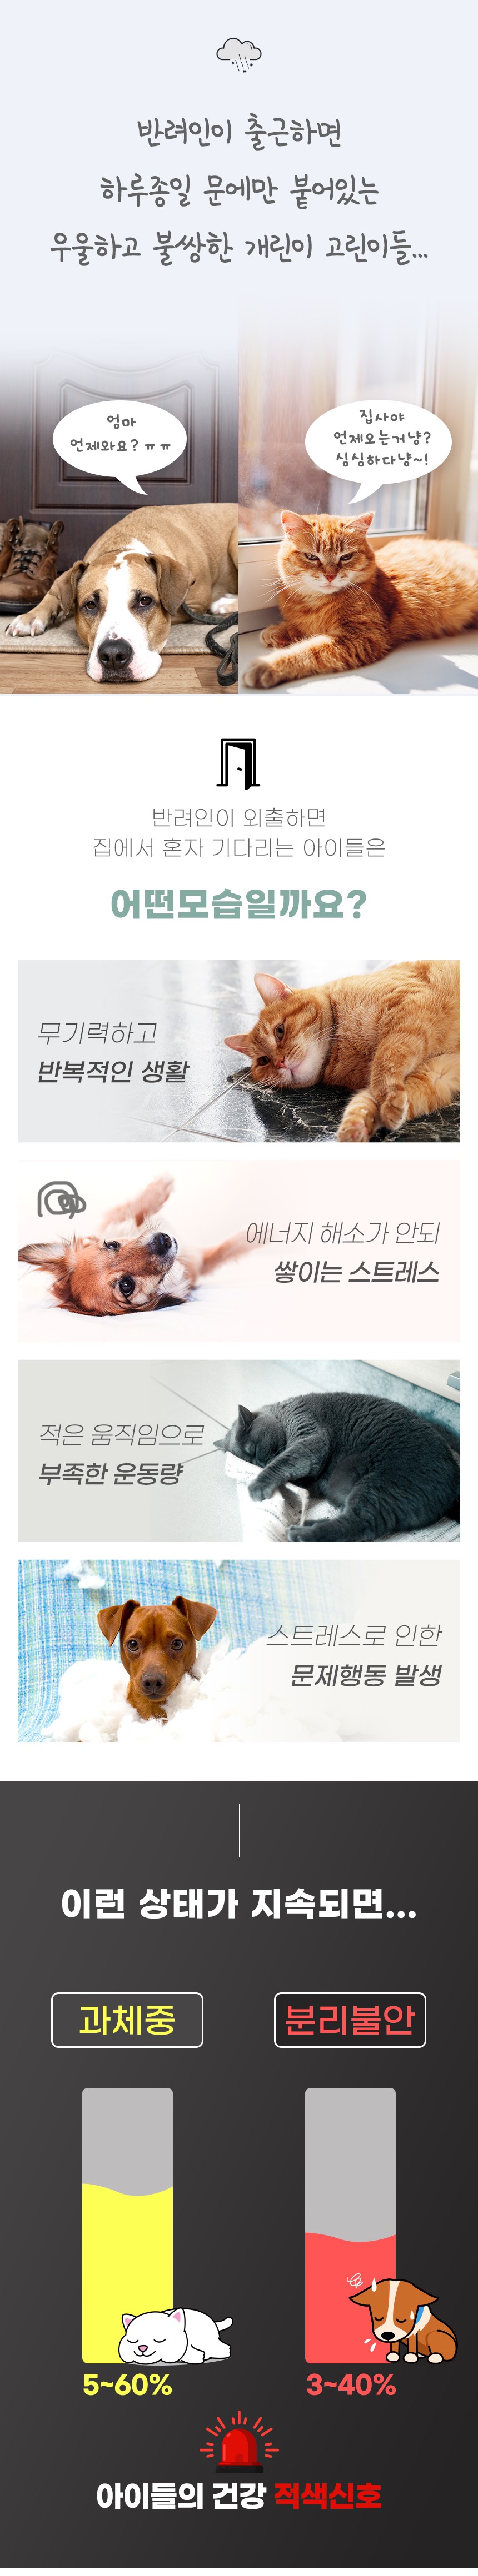 반려인이 출근하면
하루종일 문에만 붙어있는
우울하고 불쌍한 개린이 고린이들...
엄마
언제와요? ㅠㅠ
집사야
언제오는거냥?
심심하다냥~!
반려인이 외출하면
집에서 혼자 기다리는 아이들은
어떤모습일까요?
무기력하고
반복적인 생활
에너지 해소가 안되
쌓이는 스트레스
적은 움직임으로
부족한 운동량
스트레스로 인한
문제행동 발생
이런 상태가 지속되면...
과체중
분리불안
5~60%
3~40%
아이들의 건강 적색신호